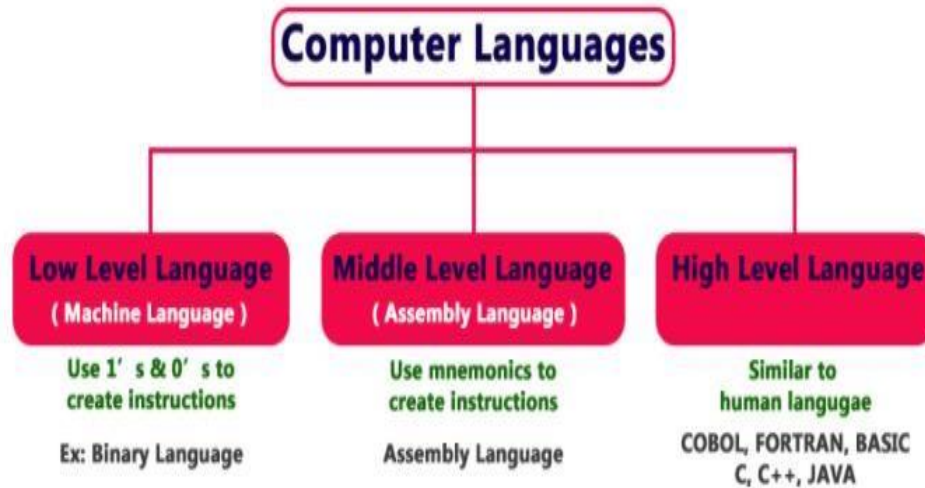 Computer Languages
Low Level Language
( Machine Language )
Use 1' s & 0' s to
create instructions
Ex: Binary Language
Middle Level Language
( Assembly Language )
Use mnemonics to
create instructions
Assembly Language
High Level Language
Similar to
human langugae
COBOL, FORTRAN, BASIC
C, C++, JAVA